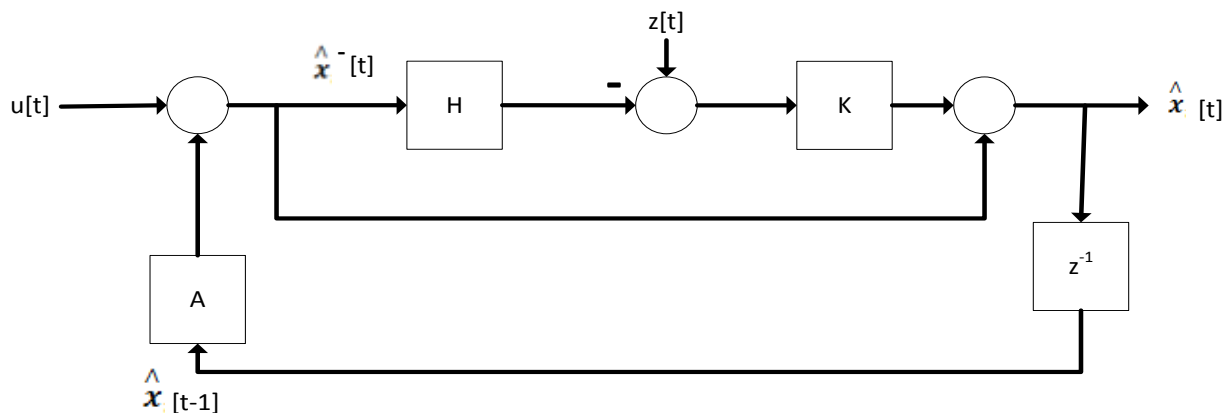 z[t]
x̂⁻[t]
u[t]
H
-
K
x̂ [t]
z⁻¹
A
x̂ [t-1]